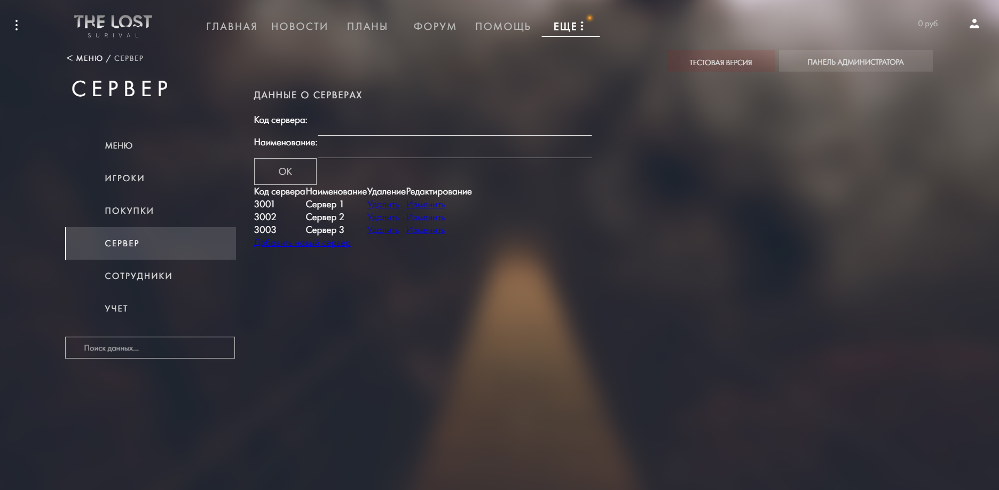 THE LOST
SURIVAL
ГЛАВНАЯ НОВОСТИ ПЛАНЫ ФОРУМ ПОМОЩЬ ЕЩЕ
0 руб
< МЕНЮ / СЕРВЕР
ТЕСТОВАЯ ВЕРСИЯ
ПАНЕЛЬ АДМИНИСТРАТОРА
СЕРВЕР
МЕНЮ
ИГРОКИ
ПОКУПКИ
СЕРВЕР
СОТРУДНИКИ
УЧЕТ
Поиск данных...
ДАННЫЕ О СЕРВЕРАХ
Код сервера:
Наименование:
OK
Код сервера Наименование Удаление Редактирование
3001 Сервер 1 Удалить Изменить
3002 Сервер 2 Удалить Изменить
3003 Сервер 3 Удалить Изменить
Добавить новый сервер